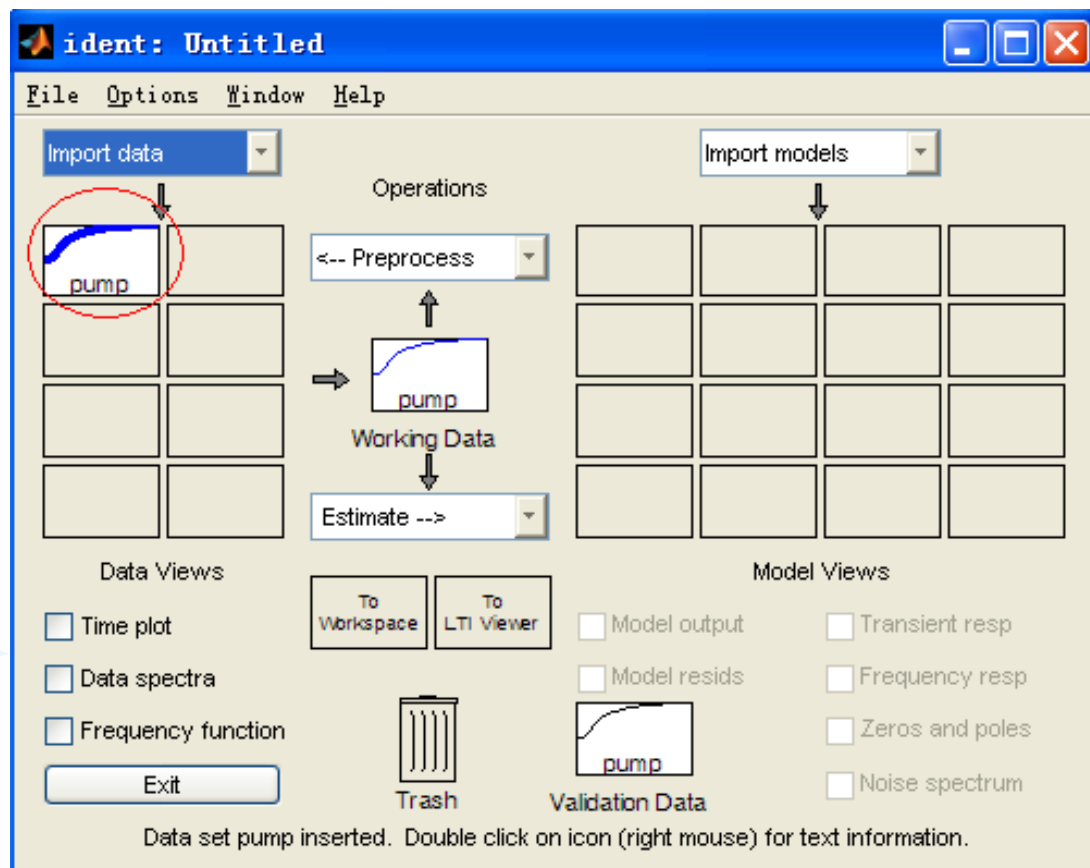 ident: Untitled
File Options Window Help
Import data
Import models
Operations
pump
<-- Preprocess
pump
Working Data
Estimate -->
Data Views
Model Views
To Workspace
To LTI Viewer
Time plot
Data spectra
Frequency function
Exit
Trash
Model output
Transient resp
Model resids
Frequency resp
Zeros and poles
Noise spectrum
pump
Validation Data
Data set pump inserted. Double click on icon (right mouse) for text information.